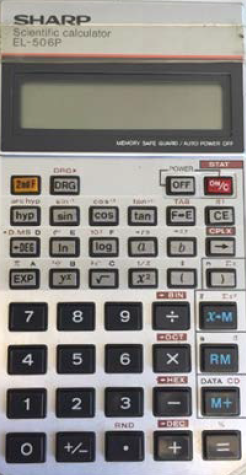 SHARP
Scientific calculator
EL-506P
MEMORY SAFE GUARD / AUTO POWER OFF
DRG▸ POWER STAT
2ndF DRG OFF ON/C
arc hyp sin⁻¹ cos⁻¹ tan⁻¹ TAB
hyp sin cos tan F↔E CE
→D.MS D CPLX
→DEG ln log a b →
A B C
EXP yˣ √ x² ( )
→BIN
7 8 9 ÷ x→M
→OCT
4 5 6 × RM
→HEX DATA CD
1 2 3 − M+
RND →DEC %
0 +/− · + =